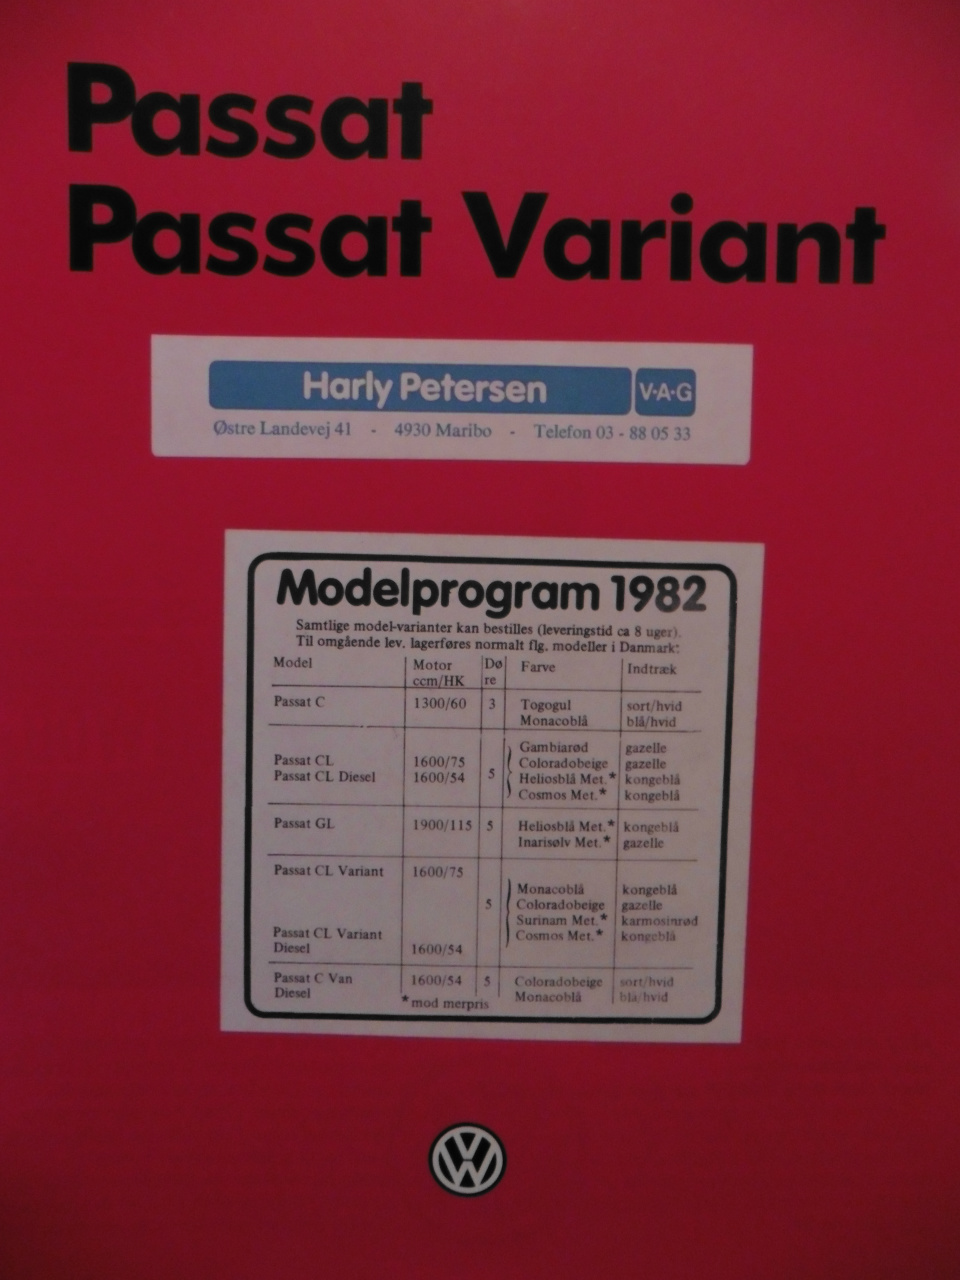 Passat
Passat Variant
Harly Petersen V·A·G
Østre Landevej 41 - 4930 Maribo - Telefon 03 - 88 05 33
Modelprogram 1982
Samtlige model-varianter kan bestilles (leveringstid ca 8 uger).
Til omgående lev. lagerføres normalt flg. modeller i Danmark:
Model Motor ccm/HK Dø re Farve Indtræk
Passat C 1300/60 3 Togogul sort/hvid
Monacoblå blå/hvid
Gambiarød gazelle
Passat CL 1600/75 Coloradobeige gazelle
Passat CL Diesel 1600/54 5 Heliosblå Met.* kongeblå
Cosmos Met.* kongeblå
Passat GL 1900/115 5 Heliosblå Met.* kongeblå
Inarisølv Met.* gazelle
Passat CL Variant 1600/75
Monacoblå kongeblå
5 Coloradobeige gazelle
Surinam Met.* karmosinrød
Passat CL Variant Cosmos Met.* kongeblå
Diesel 1600/54
Passat C Van 1600/54 5 Coloradobeige sort/hvid
Diesel Monacoblå blå/hvid
*mod merpris
VW